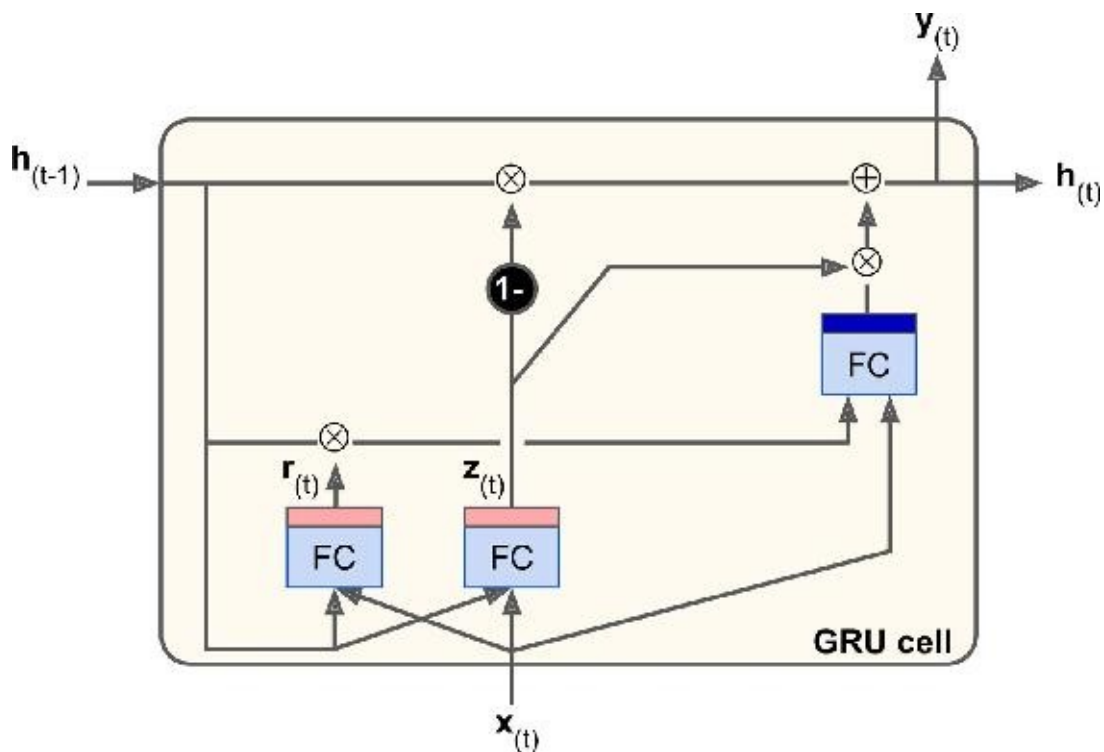 y(t)
h(t-1)
h(t)
1-
FC
r(t)
z(t)
FC
FC
GRU cell
x(t)